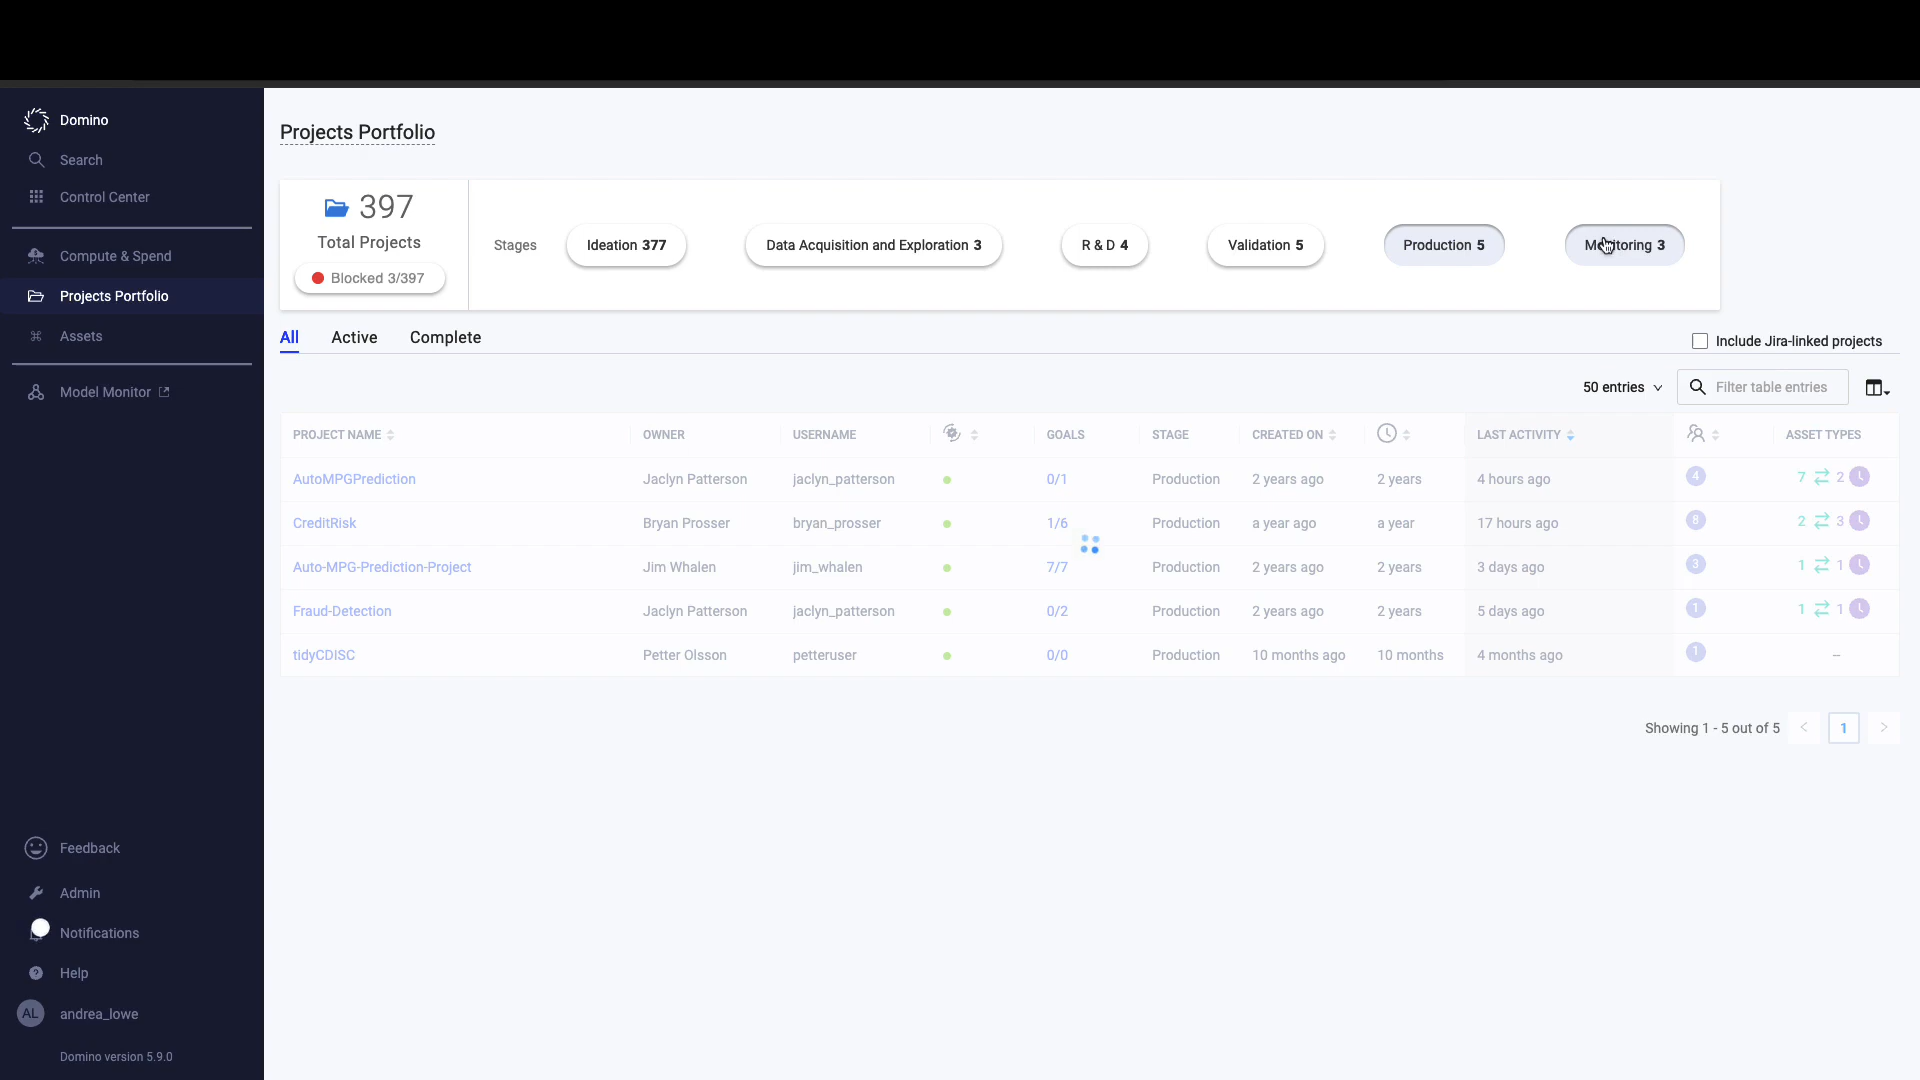 Domino
Search
Control Center
Compute & Spend
Projects Portfolio
Assets
Model Monitor
Feedback
Admin
Notifications
Help
AL andrea_lowe
Domino version 5.9.0
Projects Portfolio
397
Total Projects
Blocked 3/397
Stages Ideation 377 Data Acquisition and Exploration 3 R & D 4 Validation 5 Production 5 Monitoring 3
All Active Complete
Include Jira-linked projects
50 entries Filter table entries
PROJECT NAME OWNER USERNAME GOALS STAGE CREATED ON LAST ACTIVITY ASSET TYPES
AutoMPGPrediction Jaclyn Patterson jaclyn_patterson 0/1 Production 2 years ago 2 years 4 hours ago 4 7 2
CreditRisk Bryan Prosser bryan_prosser 1/6 Production a year ago a year 17 hours ago 8 2 3
Auto-MPG-Prediction-Project Jim Whalen jim_whalen 7/7 Production 2 years ago 2 years 3 days ago 3 1 1
Fraud-Detection Jaclyn Patterson jaclyn_patterson 0/2 Production 2 years ago 2 years 5 days ago 1 1 1
tidyCDISC Petter Olsson petteruser 0/0 Production 10 months ago 10 months 4 months ago 1 –
Showing 1 - 5 out of 5 < 1 >